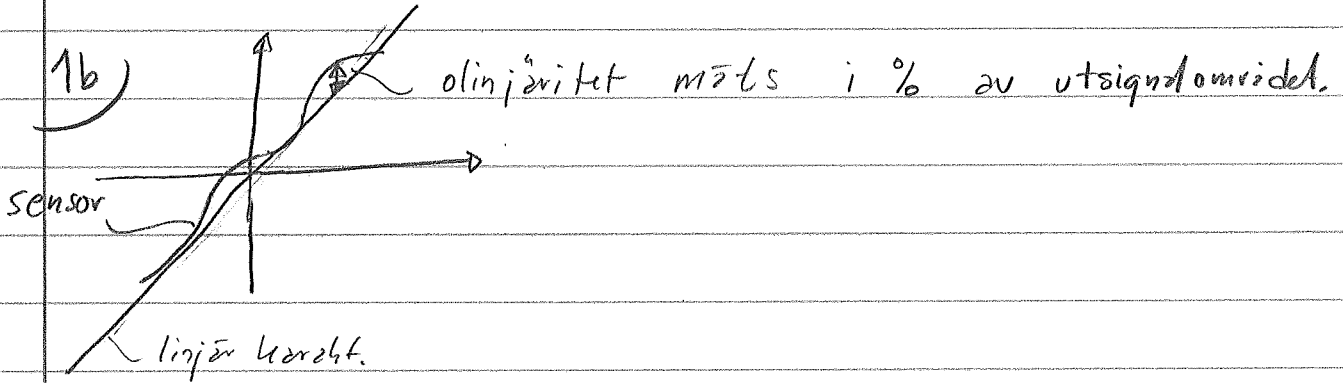 1b)
olinjäritet mäts i % av utsignalområdet.
sensor
linjär karakt.